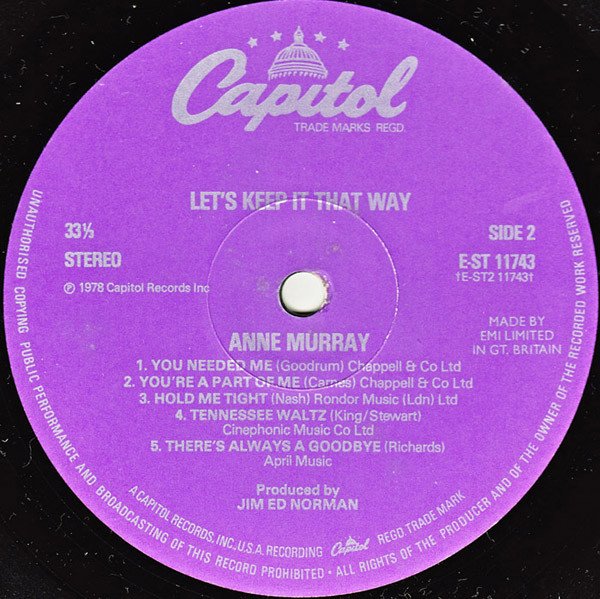 Capitol
TRADE MARKS REGD.
LET'S KEEP IT THAT WAY
33⅓
SIDE 2
STEREO
E-ST 11743
†E-ST2 11743†
℗ 1978 Capitol Records Inc
MADE BY
EMI LIMITED
IN GT. BRITAIN
ANNE MURRAY
1. YOU NEEDED ME (Goodrum) Chappell & Co Ltd
2. YOU'RE A PART OF ME (Carnes) Chappell & Co Ltd
3. HOLD ME TIGHT (Nash) Rondor Music (Ldn) Ltd
4. TENNESSEE WALTZ (King/Stewart)
Cinephonic Music Co Ltd
5. THERE'S ALWAYS A GOODBYE (Richards)
April Music
Produced by
JIM ED NORMAN
A CAPITOL RECORDS, INC., U.S.A. RECORDING Capitol REGD TRADE MARK
UNAUTHORISED COPYING PUBLIC PERFORMANCE AND BROADCASTING OF THIS RECORD PROHIBITED • ALL RIGHTS OF THE PRODUCER AND OF THE OWNER OF THE RECORDED WORK RESERVED